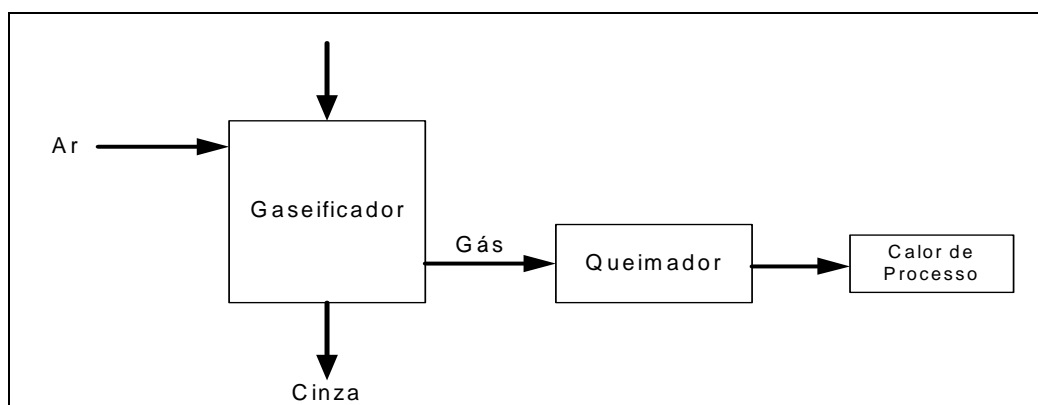 Ar
Gaseificador
Gás
Queimador
Calor de
Processo
Cinza